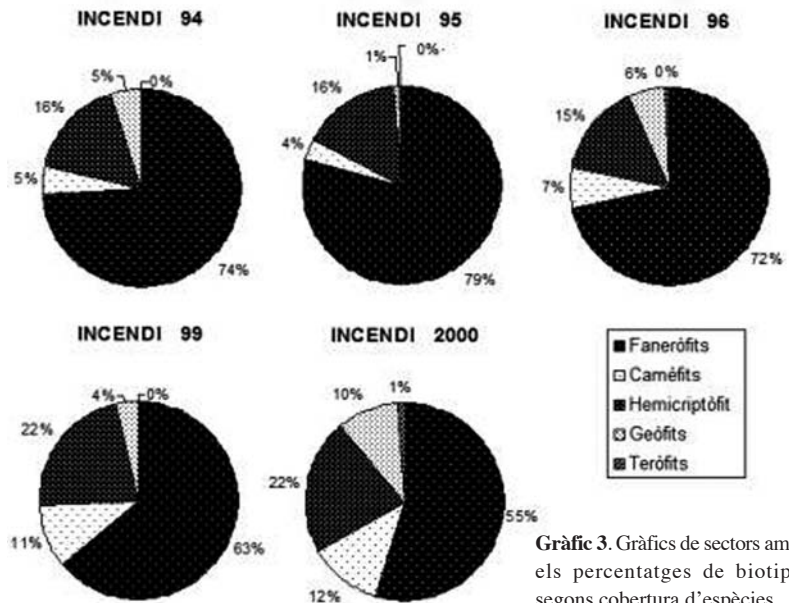 INCENDI 94
5%
0%
16%
5%
74%
INCENDI 95
1%
0%
16%
4%
79%
INCENDI 96
6%
0%
15%
7%
72%
INCENDI 99
4%
0%
22%
11%
63%
INCENDI 2000
10%
1%
22%
12%
55%
Faneròfits
Camèfits
Hemicriptòfit
Geòfits
Teròfits
Gràfic 3. Gràfics de sectors am
els percentatges de biotip
segons cobertura d'espècies